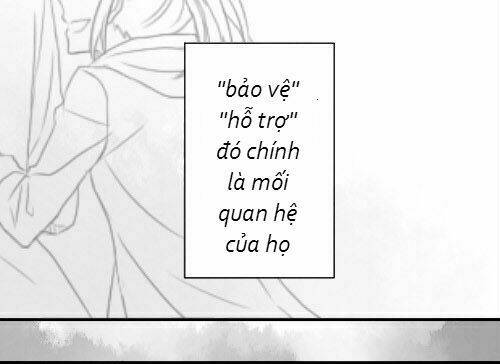 "bảo vệ"
"hỗ trợ"
đó chính
là mối
quan hệ
của họ